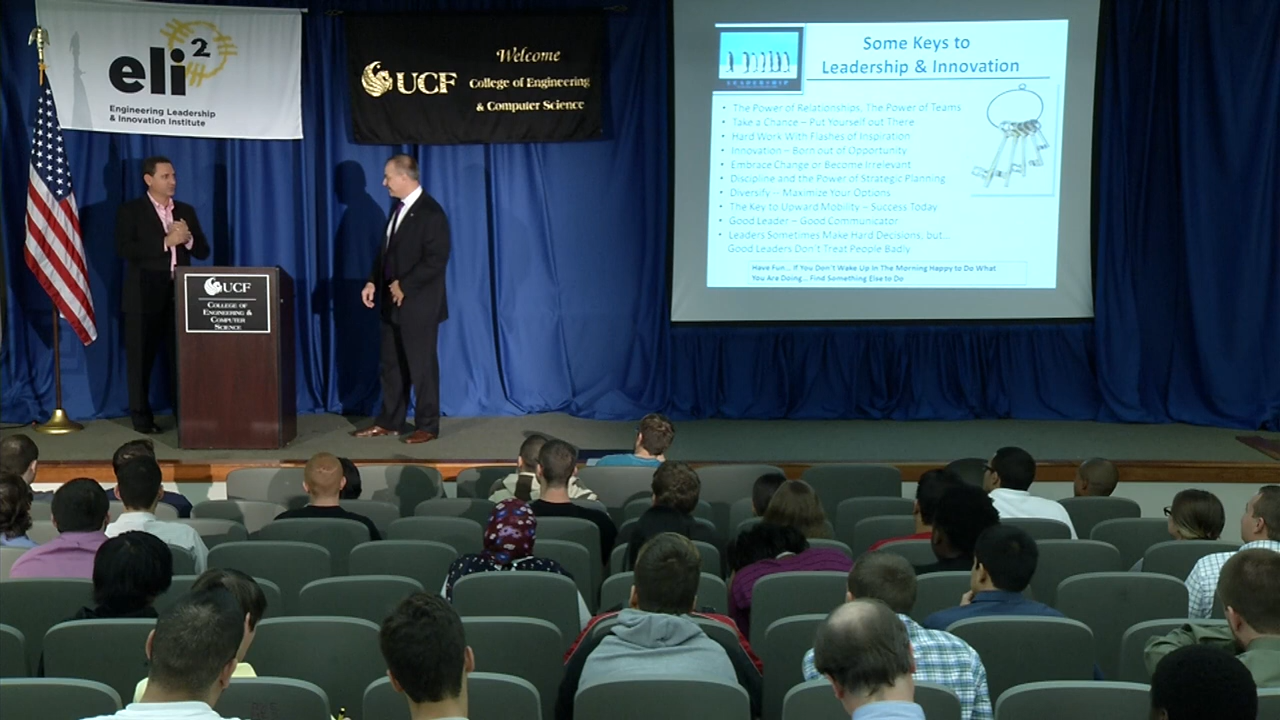 eli²
Engineering Leadership
& Innovation Institute
Welcome
UCF
College of Engineering
& Computer Science
UCF
College of
Engineering &
Computer
Science
LEADERSHIP
Some Keys to
Leadership & Innovation
• The Power of Relationships, The Power of Teams
• Take a Chance – Put Yourself out There
• Hard Work With Flashes of Inspiration
• Innovation – Born out of Opportunity
• Embrace Change or Become Irrelevant
• Discipline and the Power of Strategic Planning
• Diversify – Maximize Your Options
• The Key to Upward Mobility – Success Today
• Good Leader – Good Communicator
• Leaders Sometimes Make Hard Decisions, but…
Good Leaders Don't Treat People Badly
Have Fun… If You Don't Wake Up In The Morning Happy to Do What
You Are Doing… Find Something Else to Do